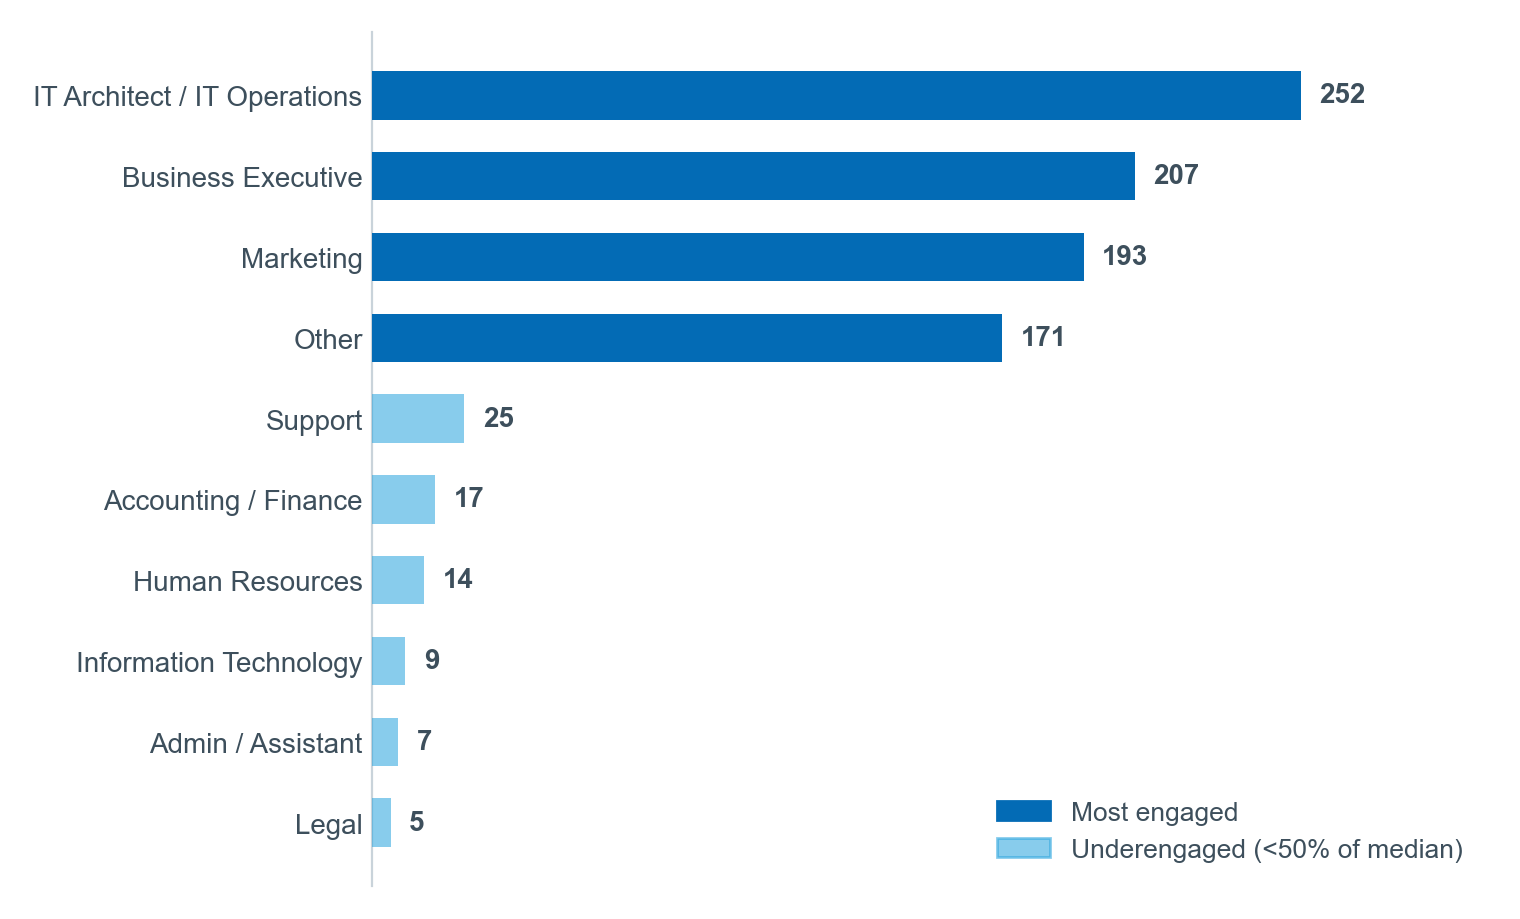 IT Architect / IT Operations 252
Business Executive 207
Marketing 193
Other 171
Support 25
Accounting / Finance 17
Human Resources 14
Information Technology 9
Admin / Assistant 7
Legal 5
Most engaged
Underengaged (<50% of median)